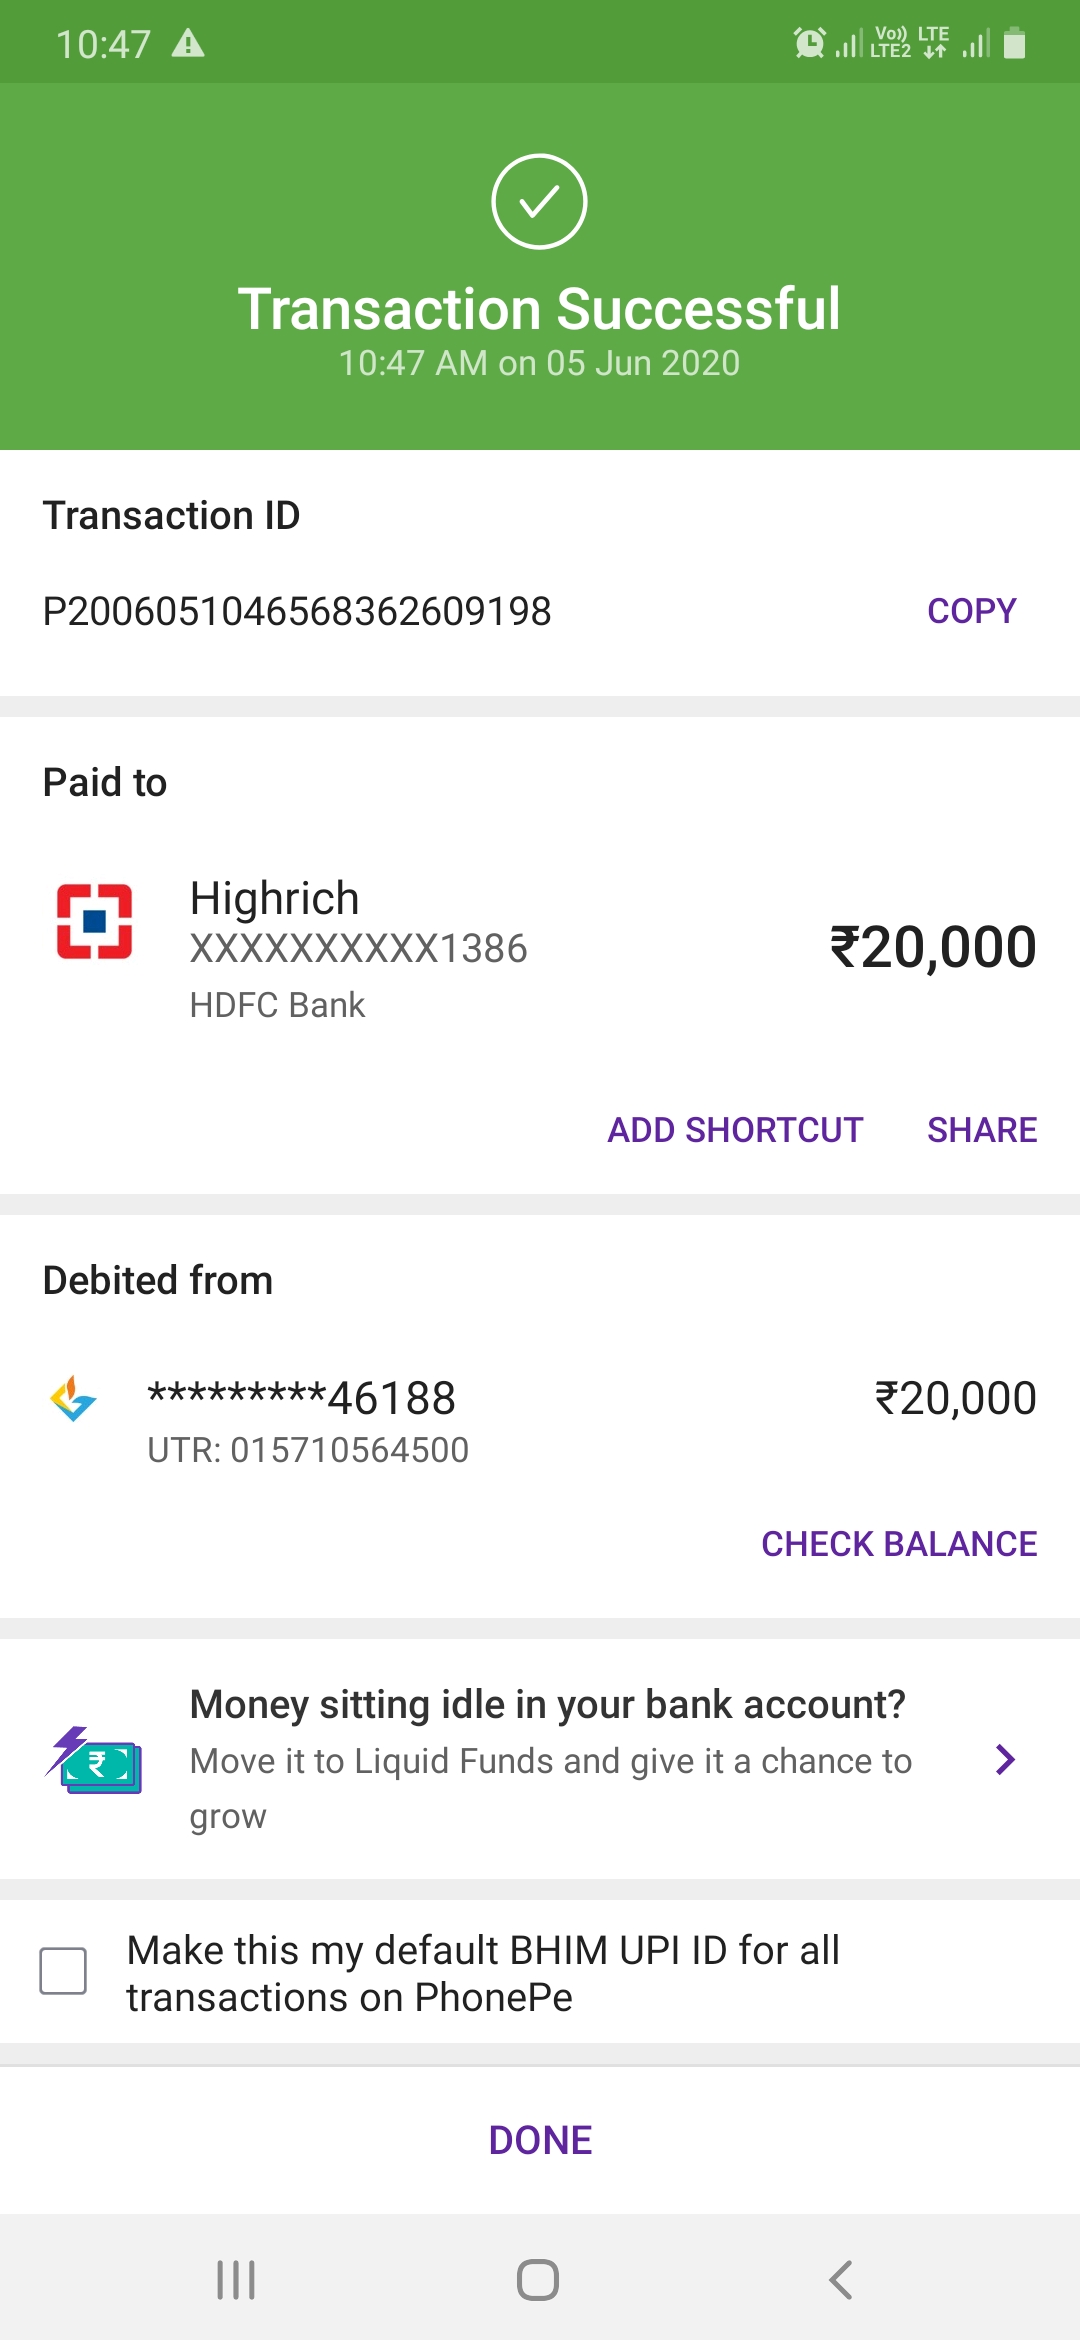 10:47
Vo)) LTE
LTE2
Transaction Successful
10:47 AM on 05 Jun 2020
Transaction ID
P2006051046568362609198
COPY
Paid to
Highrich
XXXXXXXXXX1386
HDFC Bank
₹20,000
ADD SHORTCUT SHARE
Debited from
*********46188
₹20,000
UTR: 015710564500
CHECK BALANCE
Money sitting idle in your bank account?
Move it to Liquid Funds and give it a chance to
grow
Make this my default BHIM UPI ID for all
transactions on PhonePe
DONE